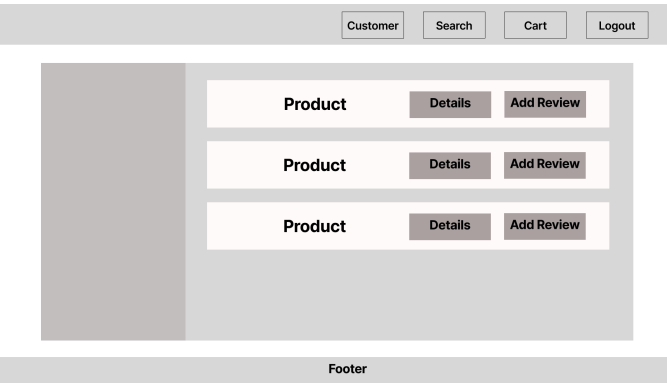 Customer Search Cart Logout
Product Details Add Review
Product Details Add Review
Product Details Add Review
Footer